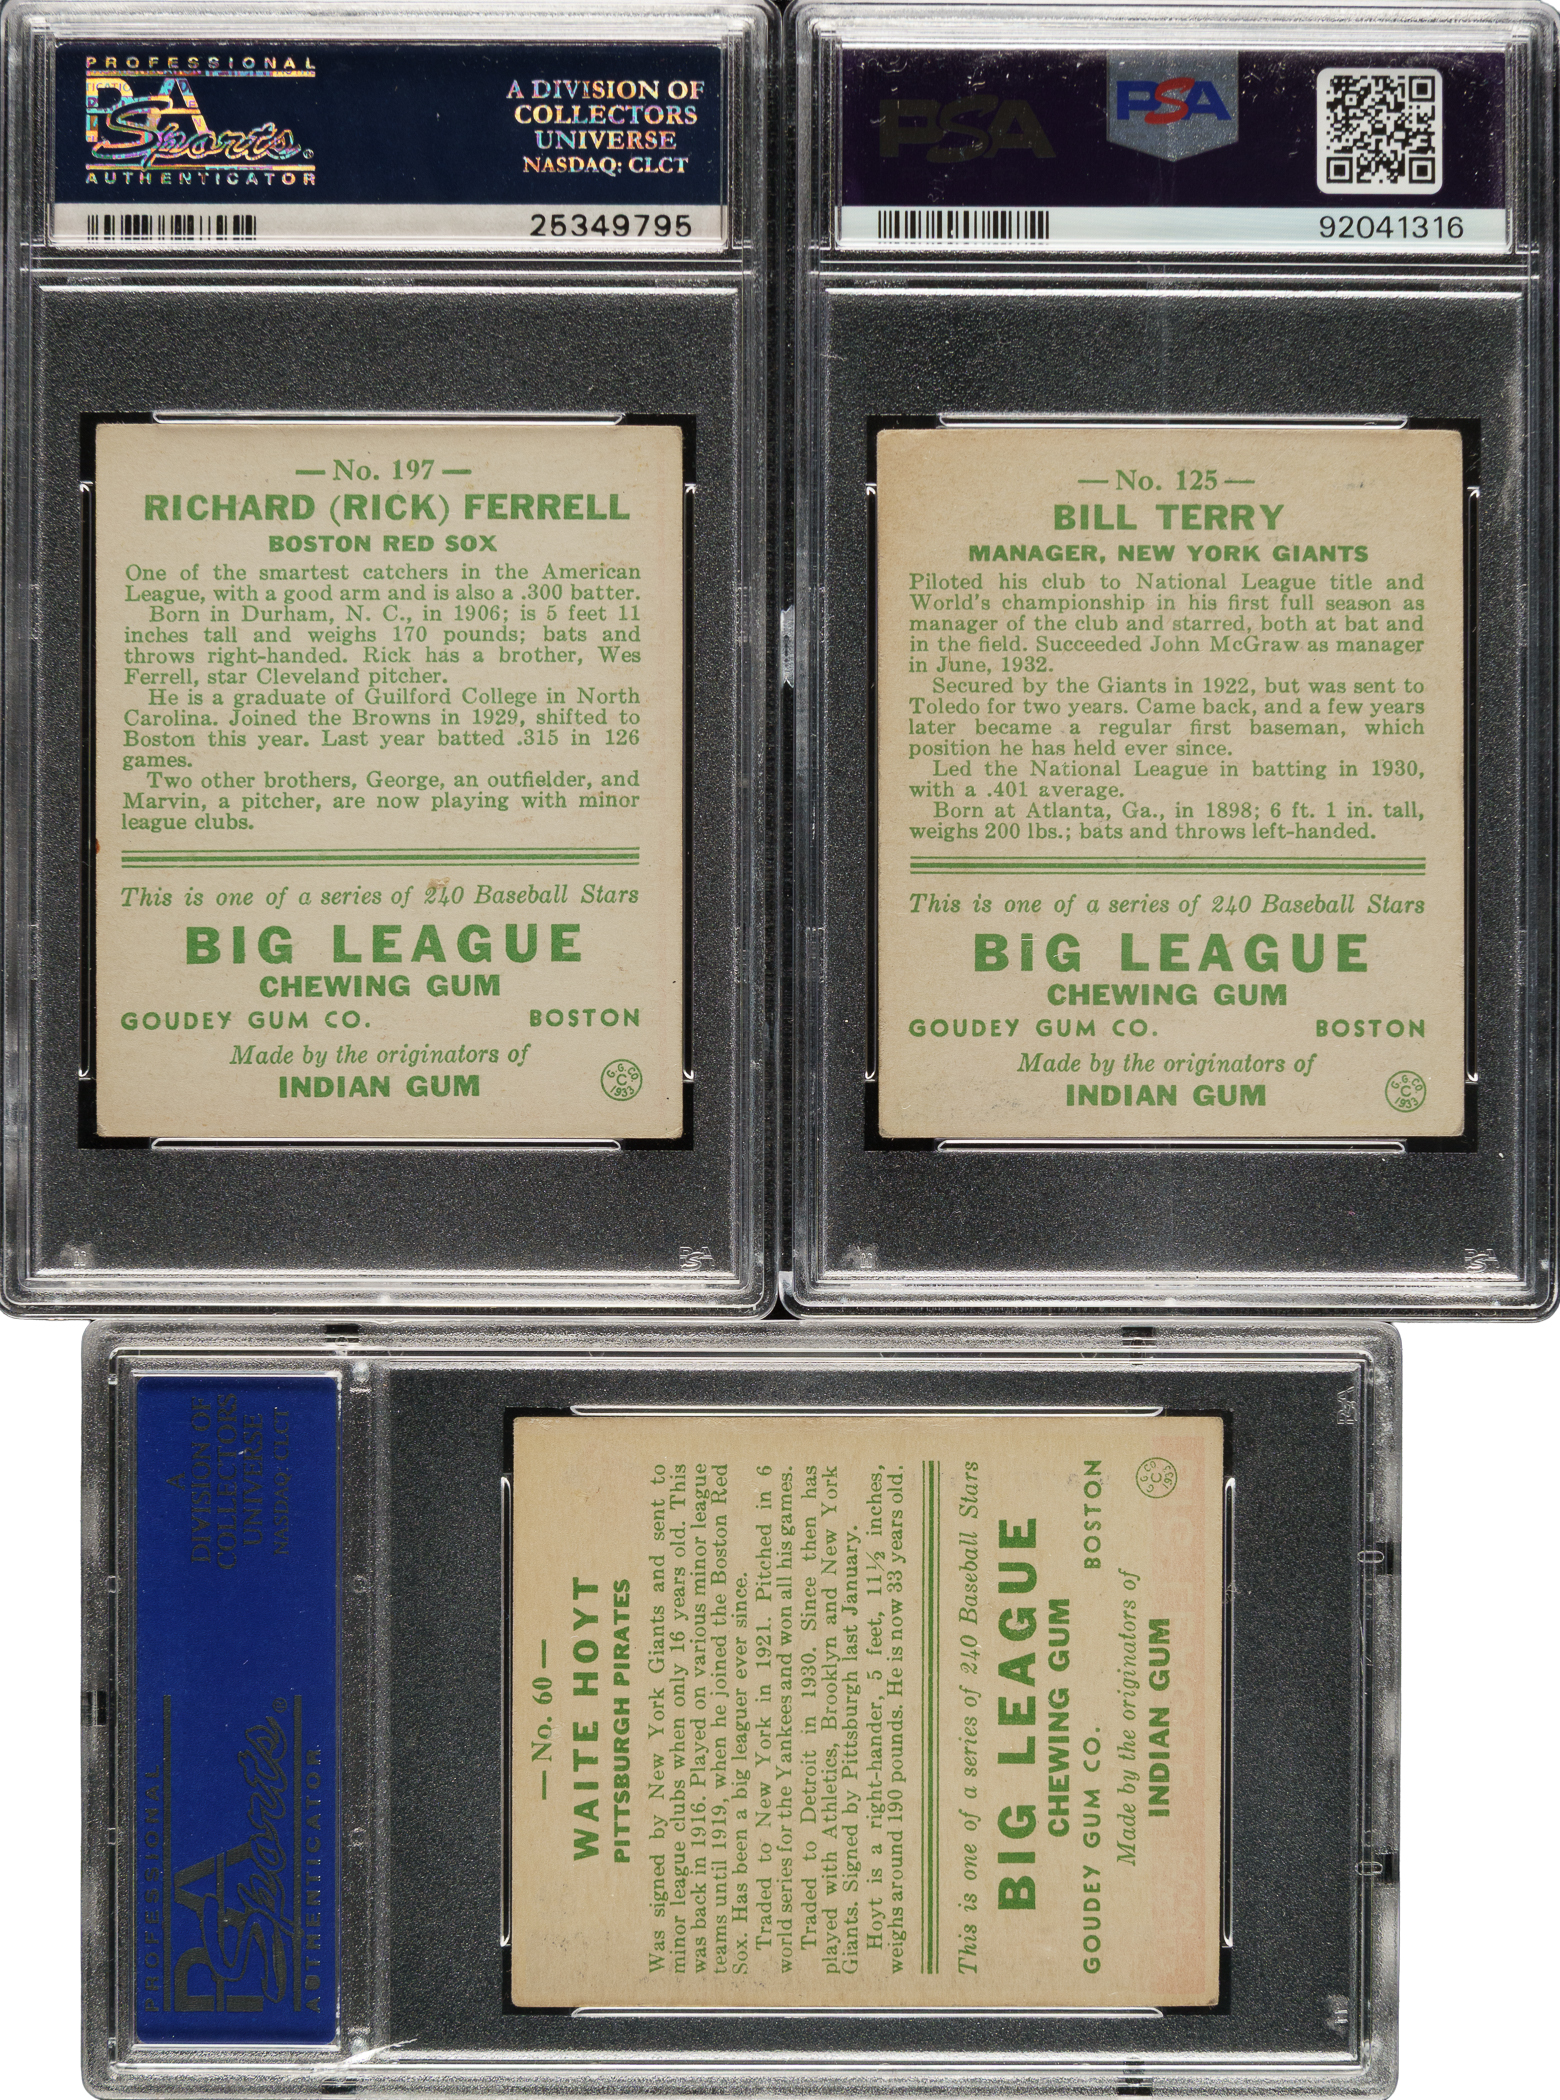 PROFESSIONAL
PSA
Sports®
AUTHENTICATOR
A DIVISION OF
COLLECTORS
UNIVERSE
NASDAQ: CLCT
25349795
— No. 197 —
RICHARD (RICK) FERRELL
BOSTON RED SOX
One of the smartest catchers in the American
League, with a good arm and is also a .300 batter.
Born in Durham, N. C., in 1906; is 5 feet 11
inches tall and weighs 170 pounds; bats and
throws right-handed. Rick has a brother, Wes
Ferrell, star Cleveland pitcher.
He is a graduate of Guilford College in North
Carolina. Joined the Browns in 1929, shifted to
Boston this year. Last year batted .315 in 126
games.
Two other brothers, George, an outfielder, and
Marvin, a pitcher, are now playing with minor
league clubs.
This is one of a series of 240 Baseball Stars
BIG LEAGUE
CHEWING GUM
GOUDEY GUM CO. BOSTON
Made by the originators of
INDIAN GUM
G. G. CO.
C
1933
PSA
PSA
PSA
92041316
— No. 125 —
BILL TERRY
MANAGER, NEW YORK GIANTS
Piloted his club to National League title and
World's championship in his first full season as
manager of the club and starred, both at bat and
in the field. Succeeded John McGraw as manager
in June, 1932.
Secured by the Giants in 1922, but was sent to
Toledo for two years. Came back, and a few years
later became a regular first baseman, which
position he has held ever since.
Led the National League in batting in 1930,
with a .401 average.
Born at Atlanta, Ga., in 1898; 6 ft. 1 in. tall,
weighs 200 lbs.; bats and throws left-handed.
This is one of a series of 240 Baseball Stars
BIG LEAGUE
CHEWING GUM
GOUDEY GUM CO. BOSTON
Made by the originators of
INDIAN GUM
G. G. CO.
C
1933
PSA
PROFESSIONAL
PSA
Sports®
AUTHENTICATOR
A
DIVISION OF
COLLECTORS
UNIVERSE
NASDAQ: CLCT
— No. 60 —
WAITE HOYT
PITTSBURGH PIRATES
Was signed by New York Giants and sent to
minor league clubs when only 16 years old. This
was back in 1916. Played on various minor league
teams until 1919, when he joined the Boston Red
Sox. Has been a big leaguer ever since.
Traded to New York in 1921. Pitched in 6
world series for the Yankees and won all his games.
Traded to Detroit in 1930. Since then has
played with Athletics, Brooklyn and New York
Giants. Signed by Pittsburgh last January.
Hoyt is a right-hander, 5 feet, 11½ inches,
weighs around 190 pounds. He is now 33 years old.
This is one of a series of 240 Baseball Stars
BIG LEAGUE
CHEWING GUM
GOUDEY GUM CO. BOSTON
Made by the originators of
INDIAN GUM
G. G. CO.
C
1933
PSA